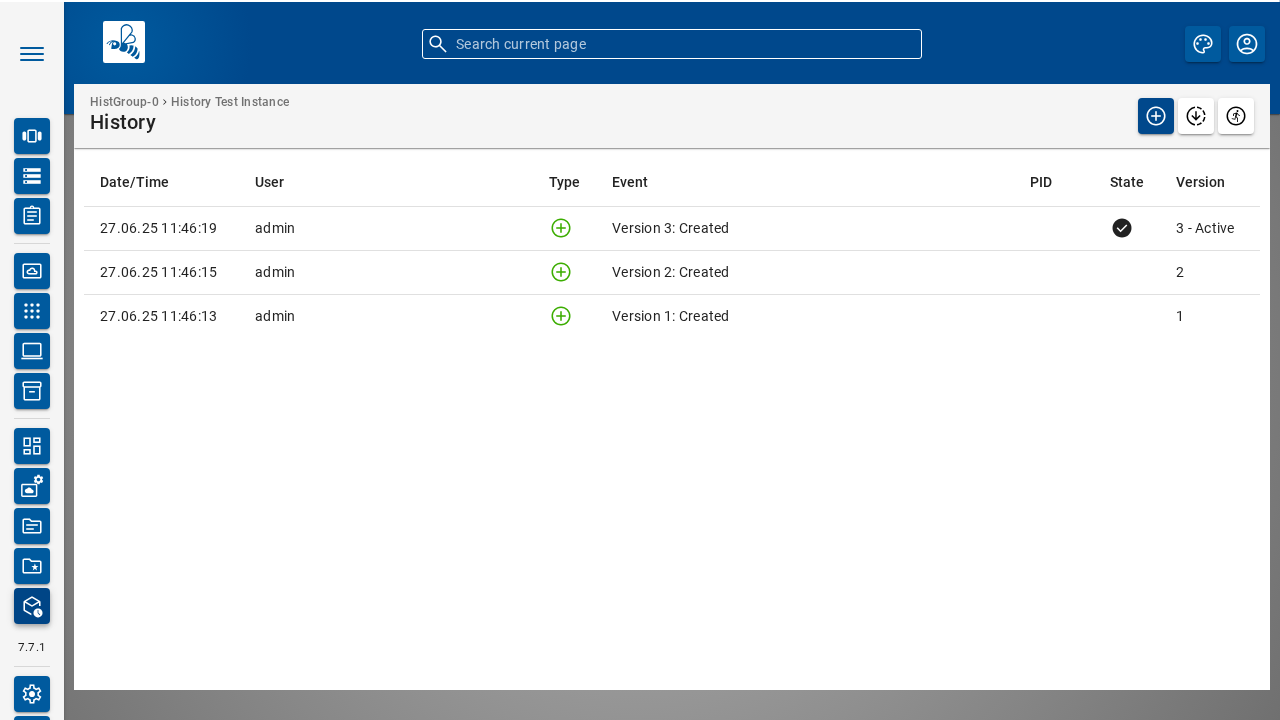 Search current page
HistGroup-0 › History Test Instance
History
Date/Time User Type Event PID State Version
27.06.25 11:46:19 admin Version 3: Created 3 - Active
27.06.25 11:46:15 admin Version 2: Created 2
27.06.25 11:46:13 admin Version 1: Created 1
7.7.1